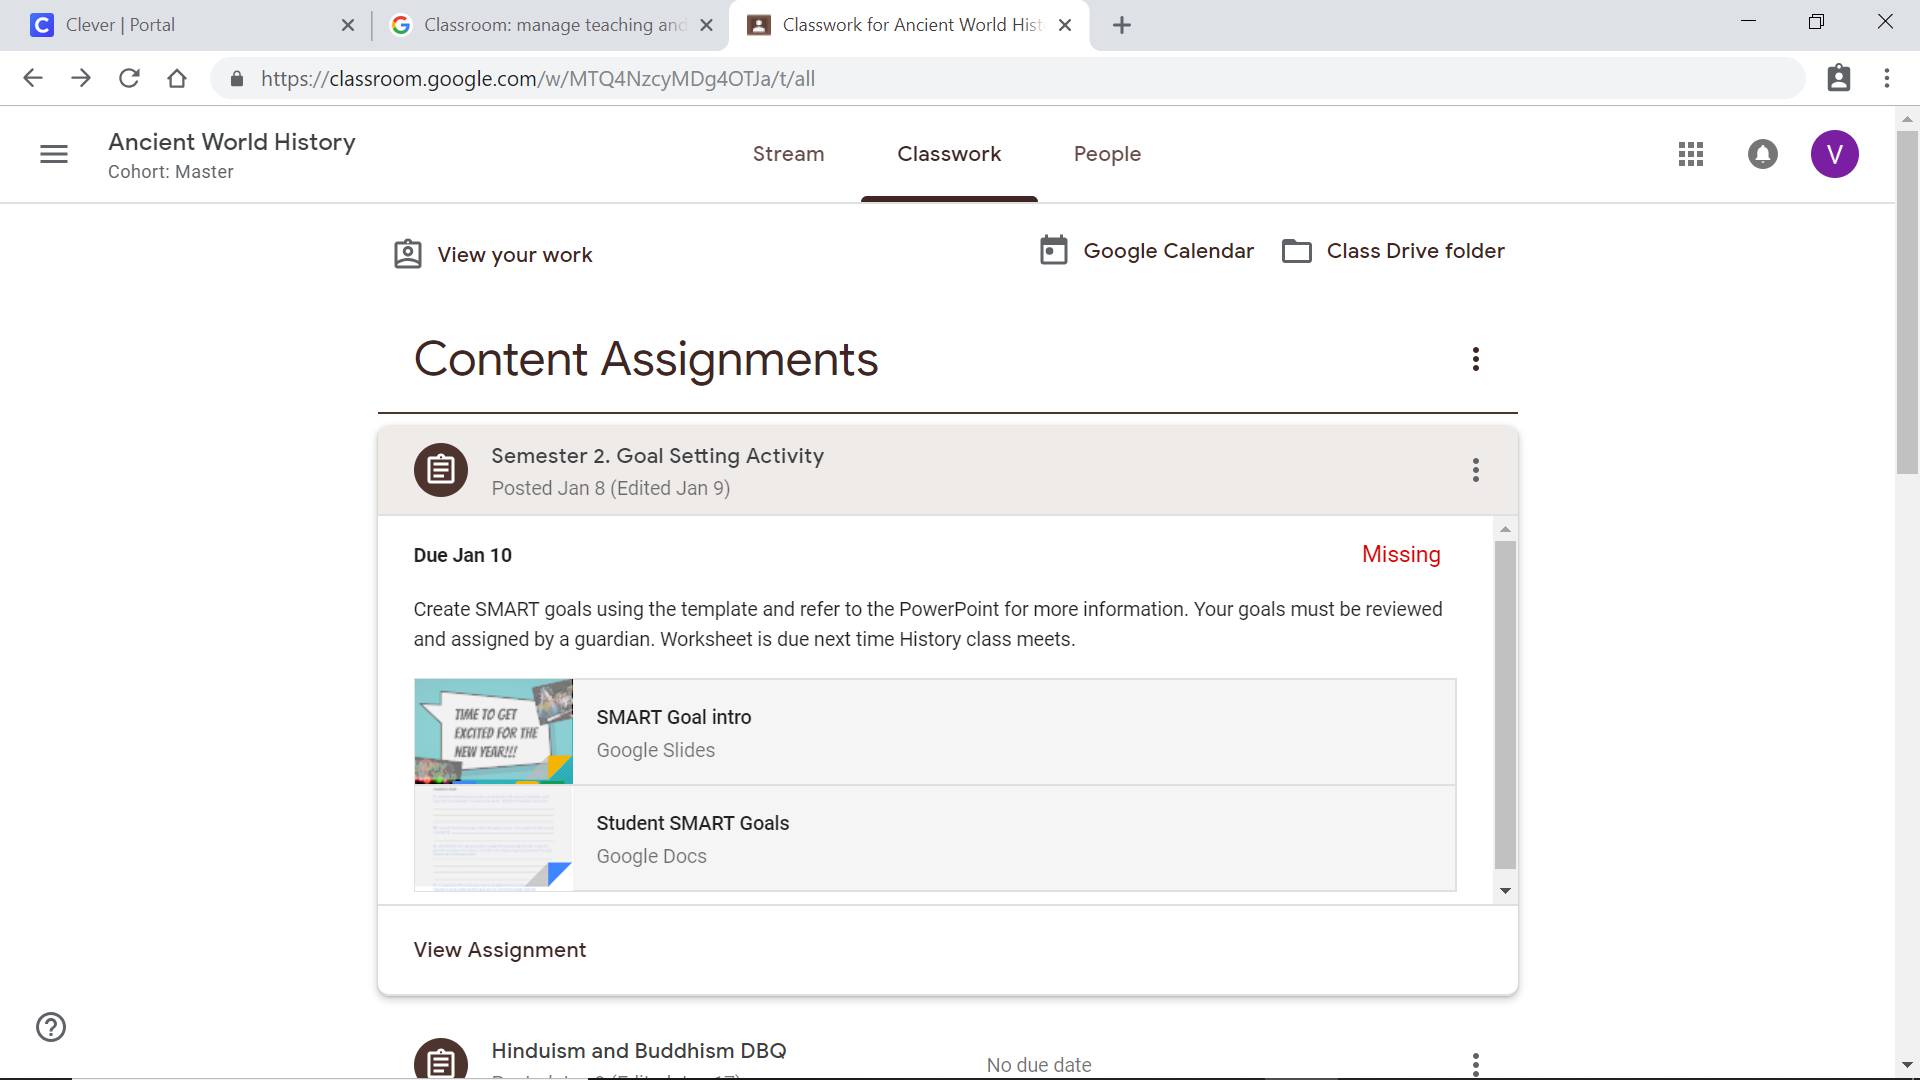 Clever | Portal
Classroom: manage teaching and
Classwork for Ancient World Hist
https://classroom.google.com/w/MTQ4NzcyMDg4OTJa/t/all
Ancient World History
Cohort: Master
Stream
Classwork
People
V
View your work
Google Calendar
Class Drive folder
Content Assignments
Semester 2. Goal Setting Activity
Posted Jan 8 (Edited Jan 9)
Due Jan 10
Missing
Create SMART goals using the template and refer to the PowerPoint for more information. Your goals must be reviewed
and assigned by a guardian. Worksheet is due next time History class meets.
TIME TO GET
EXCITED FOR THE
NEW YEAR!!!
SMART Goal intro
Google Slides
Student SMART Goals
Google Docs
View Assignment
Hinduism and Buddhism DBQ
No due date